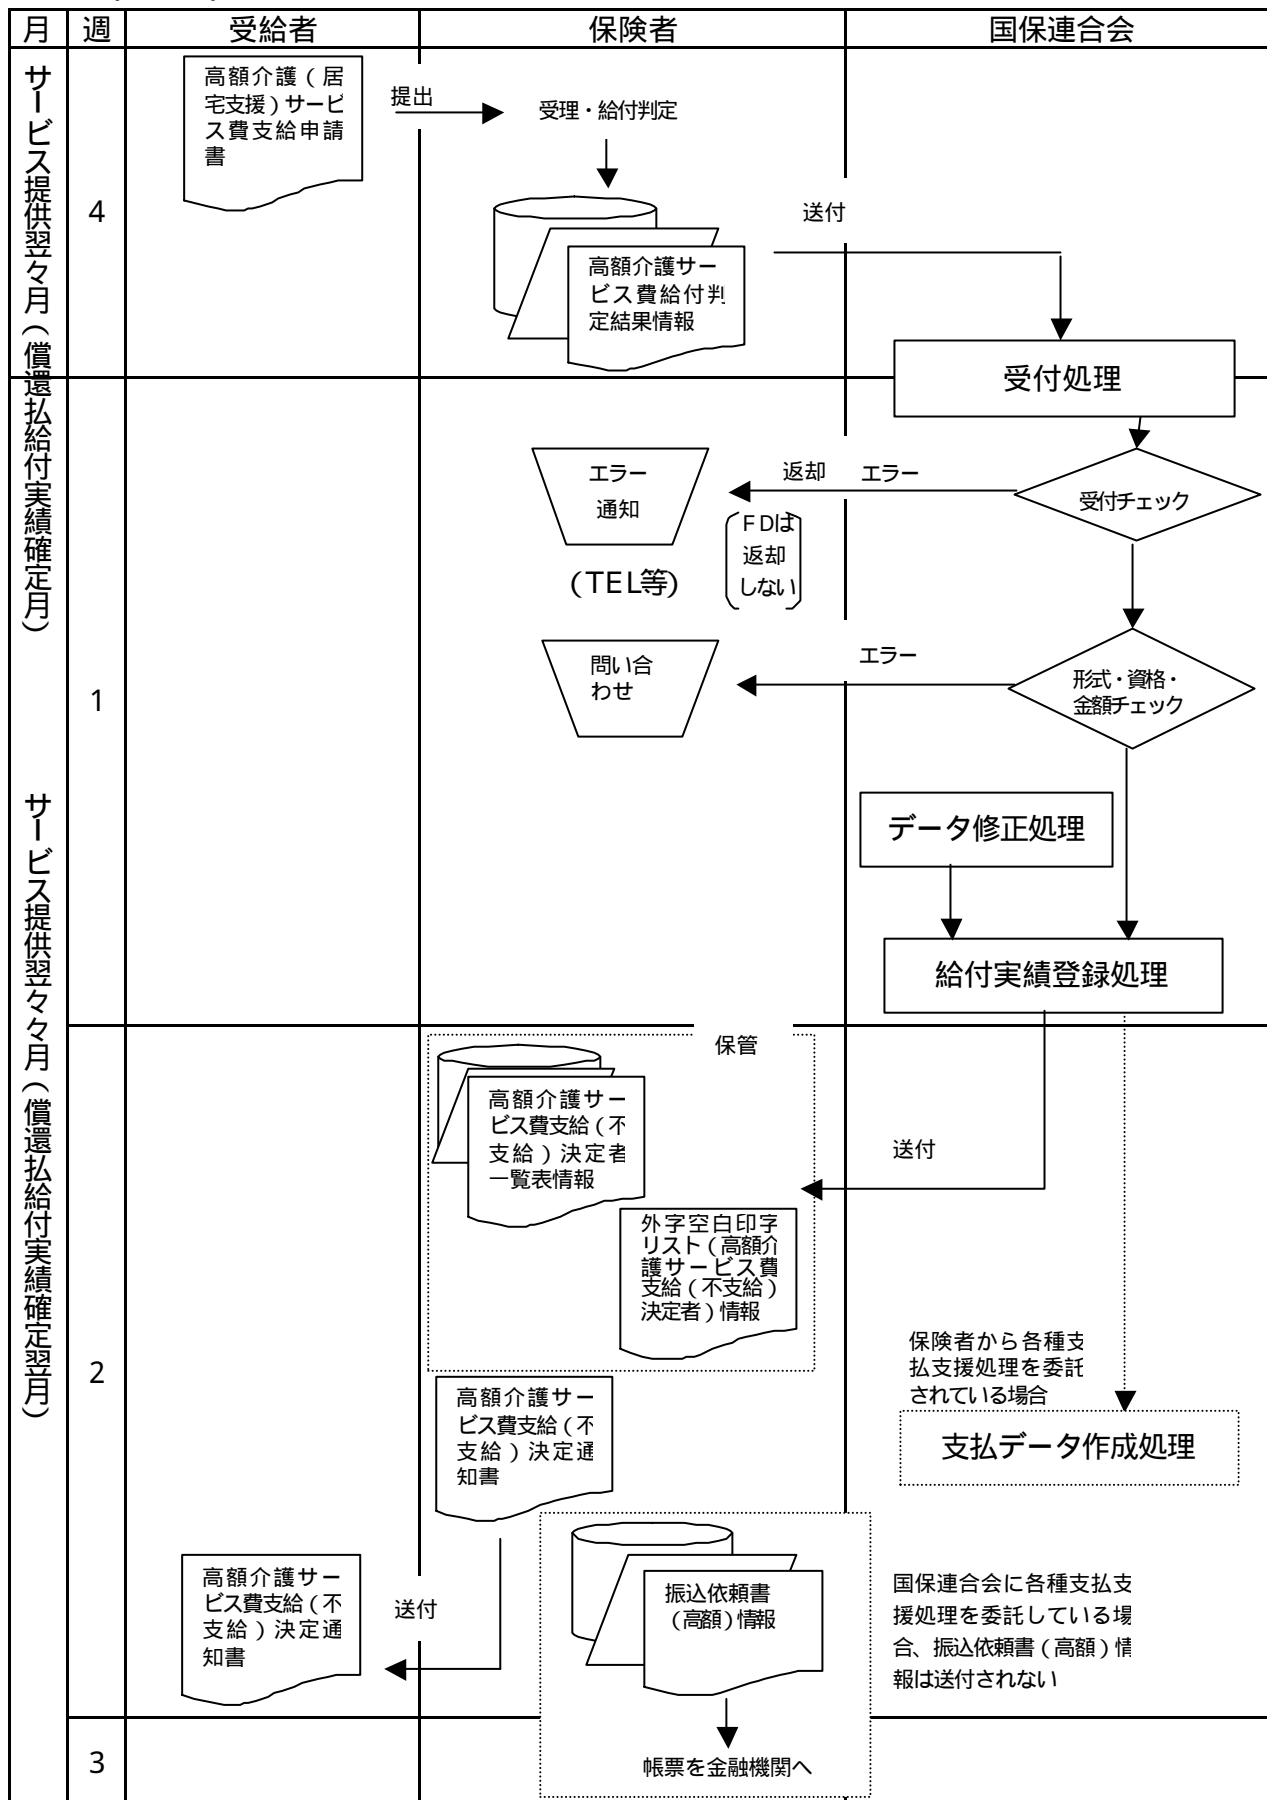 月 週 受給者 保険者 国保連合会
サービス提供翌々月(償還払給付実績確定月)
4
高額介護(居
宅支援)サービ
ス費支給申請
書
提出
受理・給付判定
送付
高額介護サー
ビス費給付判
定結果情報
受付処理
1
エラー
通知
(TEL等)
返却 エラー
FDは
返却
しない
受付チェック
問い合
わせ
エラー
形式・資格・
金額チェック
データ修正処理
給付実績登録処理
サービス提供翌々々月(償還払給付実績確定翌月)
2
保管
高額介護サー
ビス費支給(不
支給)決定者
一覧表情報
送付
外字空白印字
リスト(高額介
護サービス費
支給(不支給)
決定者)情報
保険者から各種支
払支援処理を委託
されている場合
支払データ作成処理
高額介護サー
ビス費支給(不
支給)決定通
知書
高額介護サー
ビス費支給(不
支給)決定通
知書
送付
振込依頼書
(高額)情報
国保連合会に各種支払支
援処理を委託している場
合、振込依頼書(高額)情
報は送付されない
3
帳票を金融機関へ